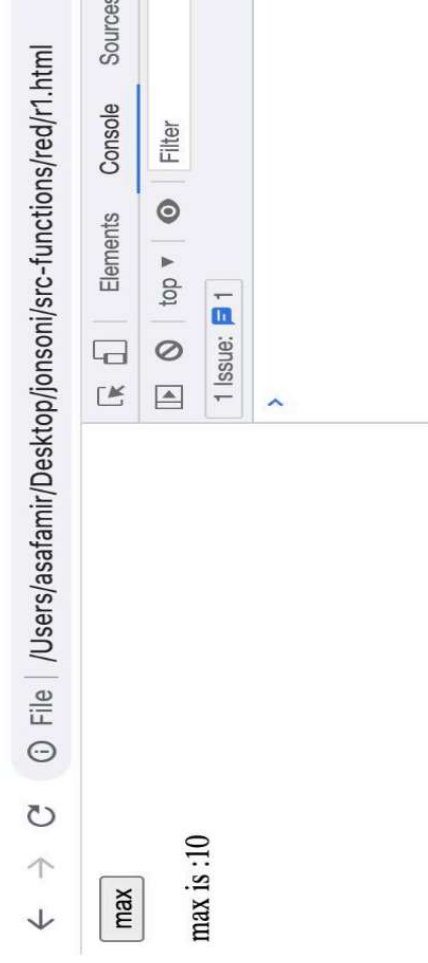 File /Users/asafamir/Desktop/jonsoni/src-functions/red/r1.html
max
max is :10
Elements Console Sources
top Filter
1 Issue: 1